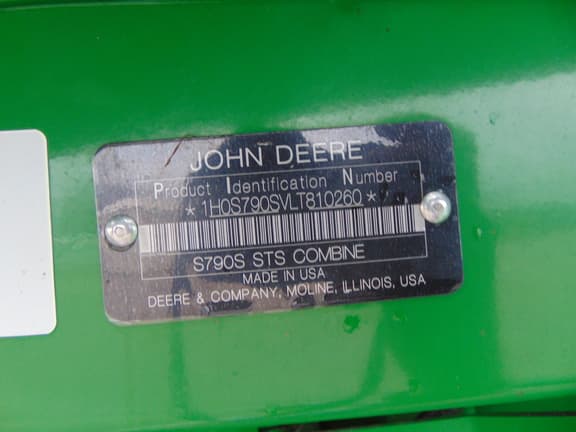 JOHN DEERE
Product Identification Number
*1H0S790SVLT810260*
S790S STS COMBINE
MADE IN USA
DEERE & COMPANY, MOLINE, ILLINOIS, USA